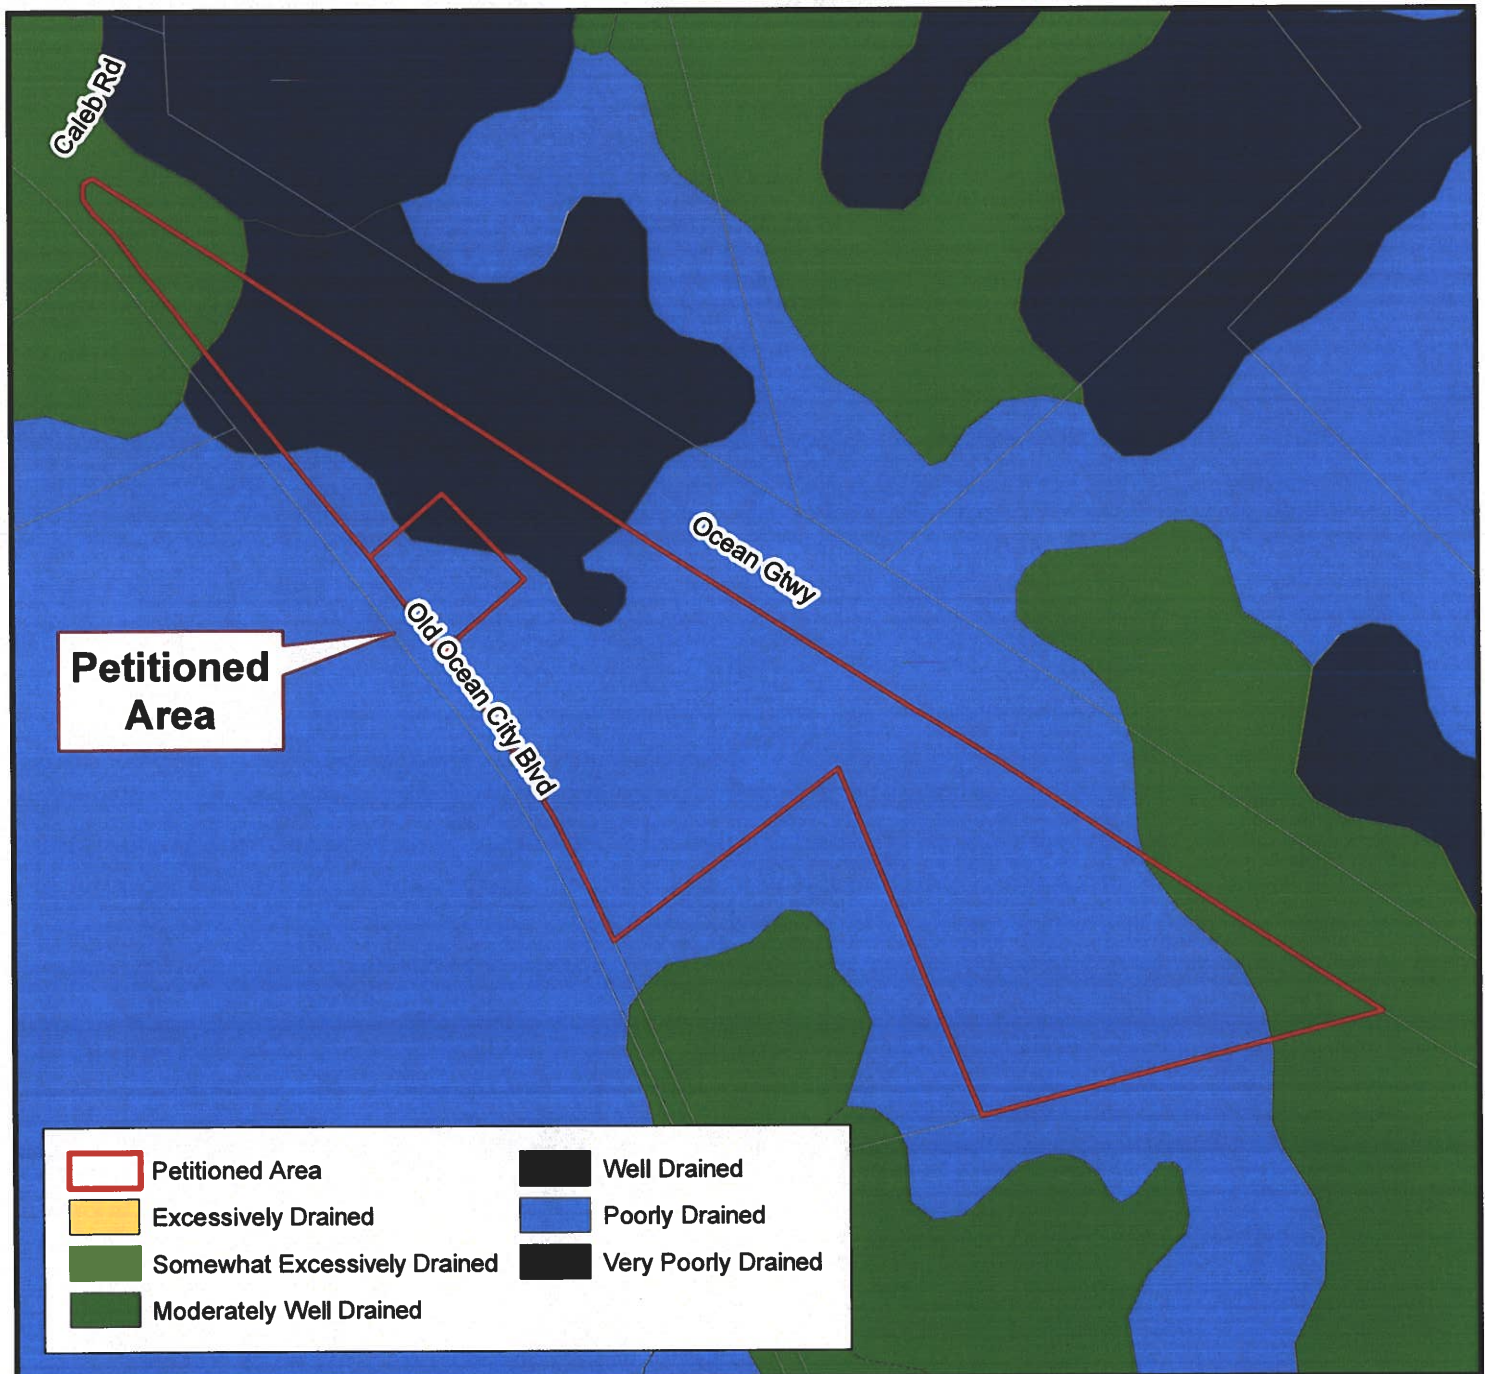 Caleb Rd
Ocean Gtwy
Old Ocean City Blvd
Petitioned
Area
Petitioned Area
Excessively Drained
Somewhat Excessively Drained
Moderately Well Drained
Well Drained
Poorly Drained
Very Poorly Drained